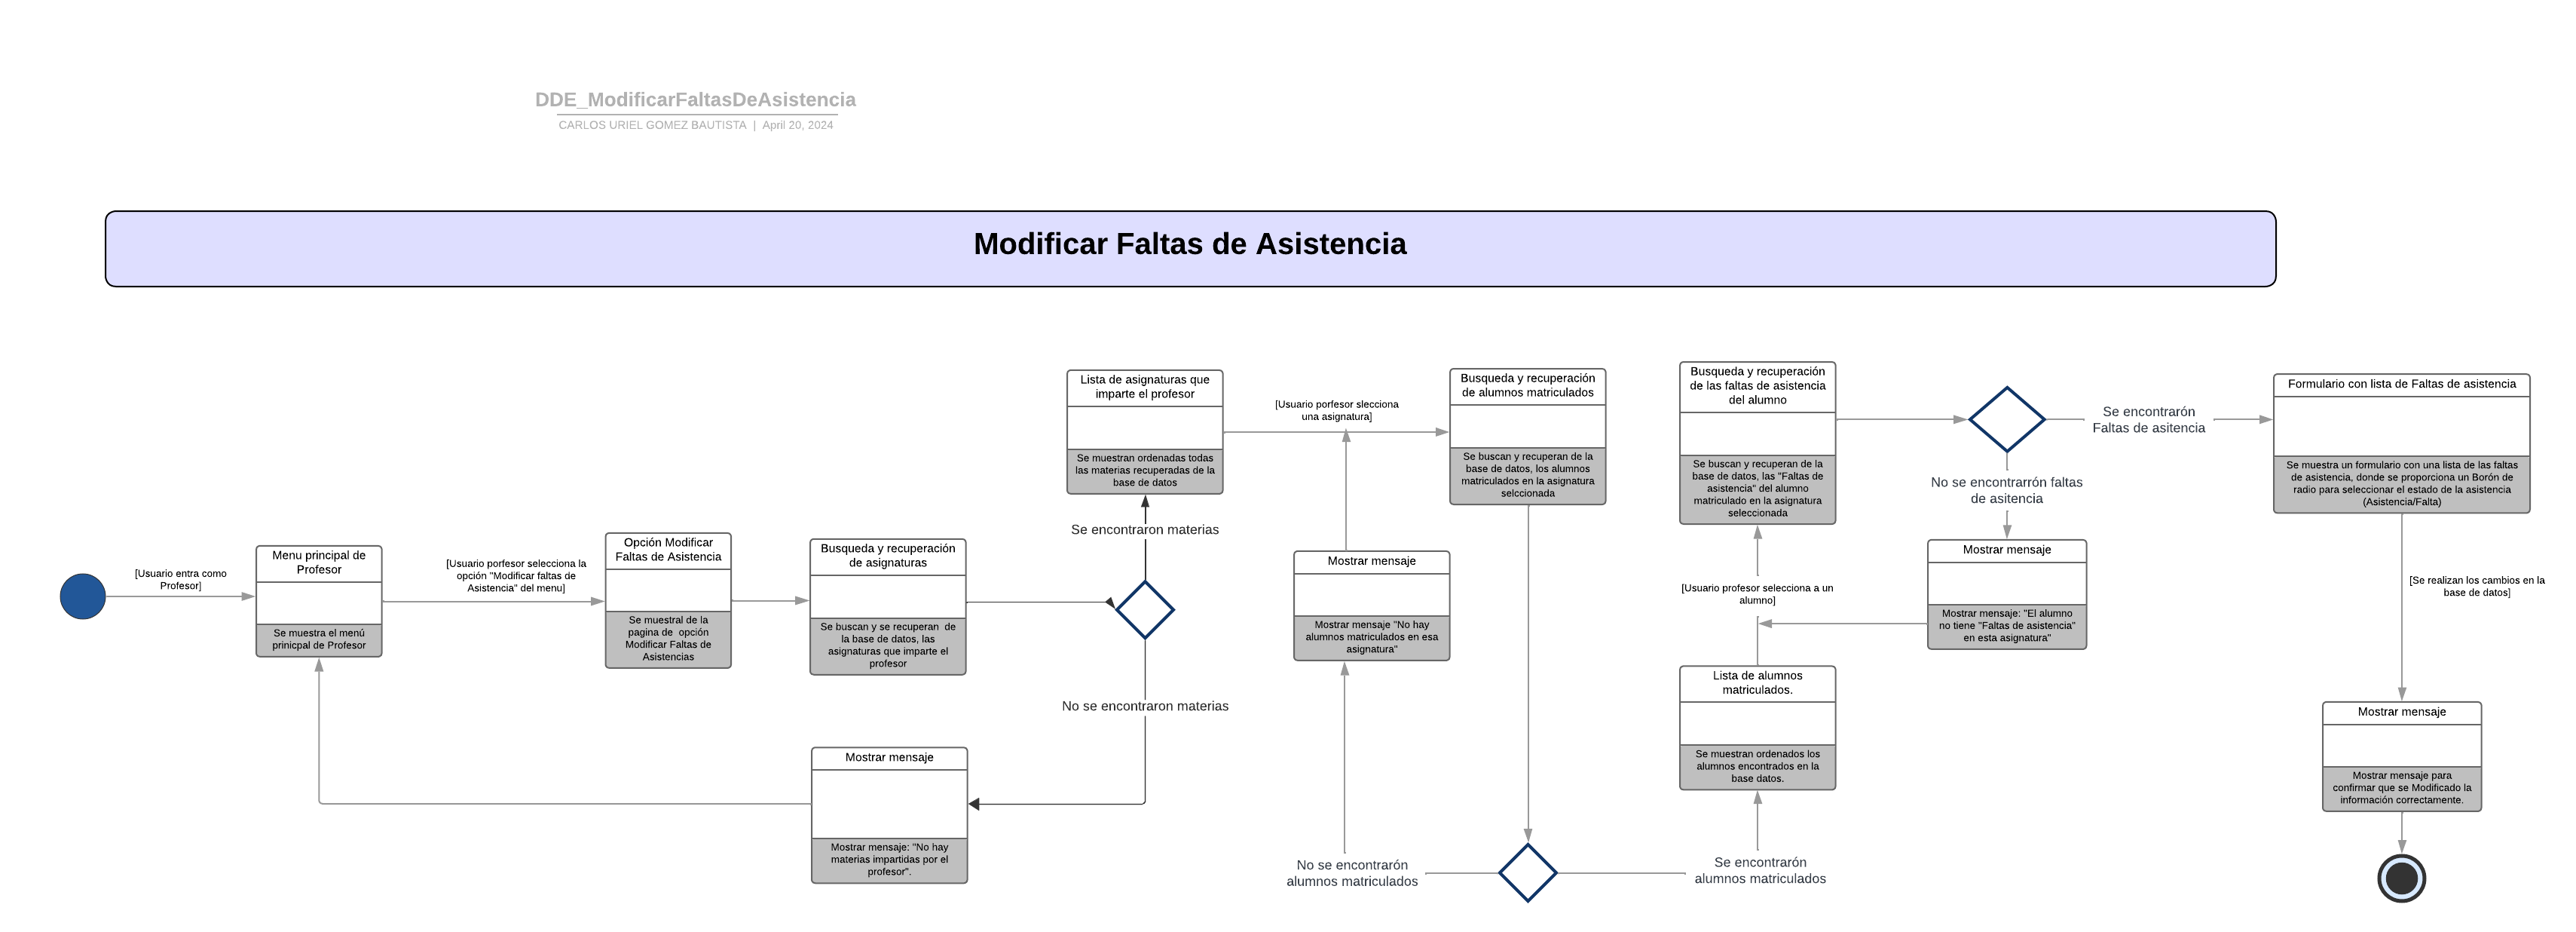 DDE_ModificarFaltasDeAsistencia
CARLOS URIEL GOMEZ BAUTISTA | April 20, 2024
Modificar Faltas de Asistencia
[Usuario entra como
Profesor]
Menu principal de
Profesor
Se muestra el menú
prinicpal de Profesor
[Usuario porfesor selecciona la
opción "Modificar faltas de
Asistencia" del menu]
Opción Modificar
Faltas de Asistencia
Se muestral de la
pagina de opción
Modificar Faltas de
Asistencias
Busqueda y recuperación
de asignaturas
Se buscan y se recuperan de
la base de datos, las
asignaturas que imparte el
profesor
Se encontraron materias
No se encontraron materias
Mostrar mensaje
Mostrar mensaje: "No hay
materias impartidas por el
profesor".
Lista de asignaturas que
imparte el profesor
Se muestran ordenadas todas
las materias recuperadas de la
base de datos
[Usuario porfesor slecciona
una asignatura]
Busqueda y recuperación
de alumnos matriculados
Se buscan y recuperan de la
base de datos, los alumnos
matriculados en la asignatura
selccionada
Mostrar mensaje
Mostrar mensaje "No hay
alumnos matriculados en esa
asignatura"
No se encontrarón
alumnos matriculados
Se encontrarón
alumnos matriculados
Lista de alumnos
matriculados.
Se muestran ordenados los
alumnos encontrados en la
base datos.
[Usuario profesor selecciona a un
alumno]
Busqueda y recuperación
de las faltas de asistencia
del alumno
Se buscan y recuperan de la
base de datos, las "Faltas de
asistencia" del alumno
matriculado en la asignatura
seleccionada
No se encontrarrón faltas
de asitencia
Mostrar mensaje
Mostrar mensaje: "El alumno
no tiene "Faltas de asistencia"
en esta asignatura"
Se encontrarón
Faltas de asitencia
Formulario con lista de Faltas de asistencia
Se muestra un formulario con una lista de las faltas
de asistencia, donde se proporciona un Borón de
radio para seleccionar el estado de la asistencia
(Asistencia/Falta)
[Se realizan los cambios en la
base de datos]
Mostrar mensaje
Mostrar mensaje para
confirmar que se Modificado la
información correctamente.